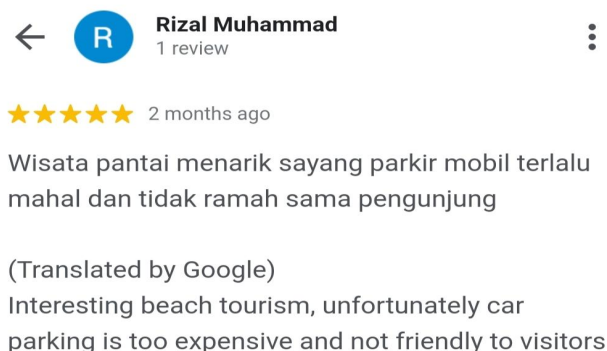 R
Rizal Muhammad
1 review
2 months ago
Wisata pantai menarik sayang parkir mobil terlalu
mahal dan tidak ramah sama pengunjung
(Translated by Google)
Interesting beach tourism, unfortunately car
parking is too expensive and not friendly to visitors